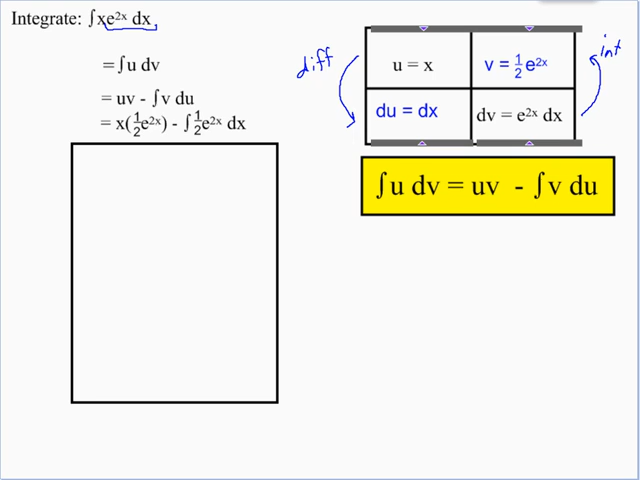 Integrate: ∫xe²ˣ dx
= ∫u dv
= uv - ∫v du
= x(½e²ˣ) - ∫½e²ˣ dx
diff
int
u = x
v = ½e²ˣ
du = dx
dv = e²ˣ dx
∫u dv = uv - ∫v du